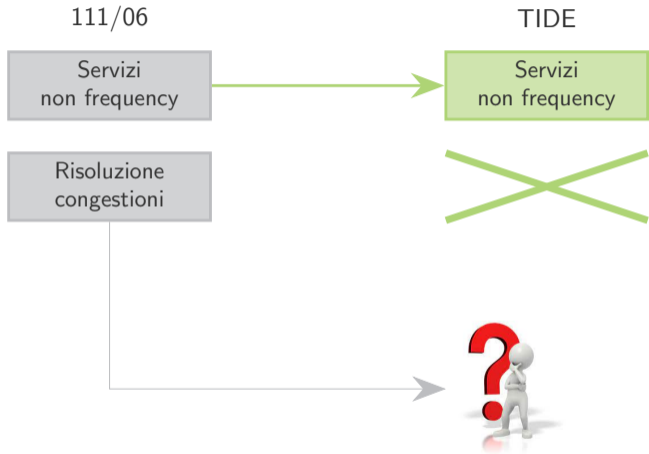 111/06
TIDE
Servizi
non frequency
Servizi
non frequency
Risoluzione
congestioni
?